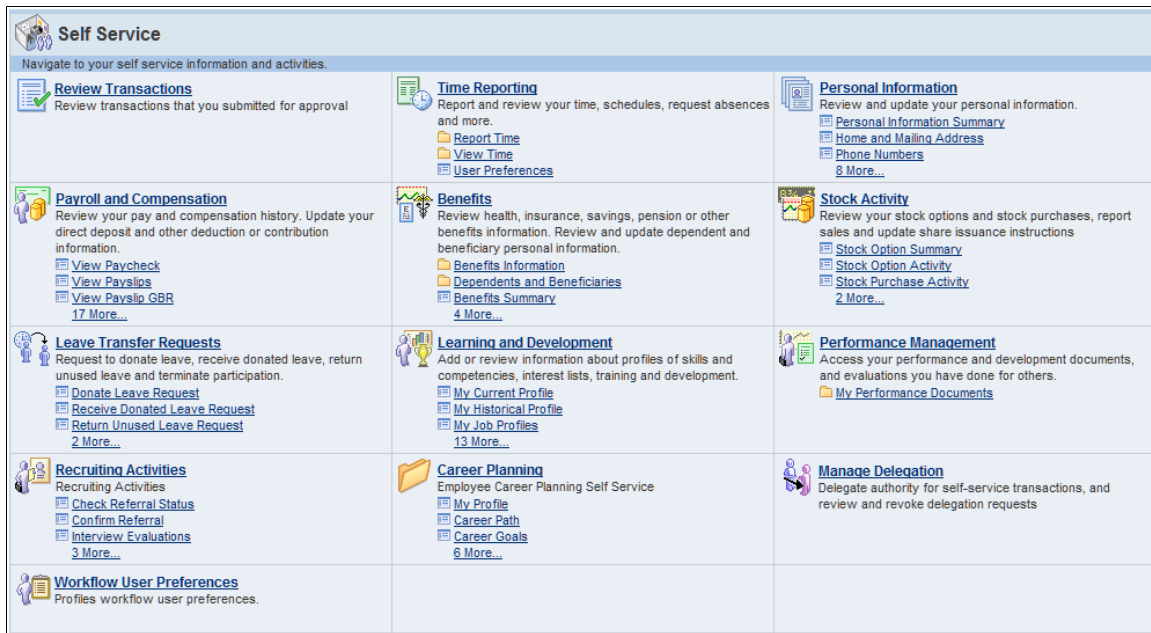 Self Service
Navigate to your self service information and activities.
Review Transactions
Review transactions that you submitted for approval
Time Reporting
Report and review your time, schedules, request absences
and more.
Report Time
View Time
User Preferences
Personal Information
Review and update your personal information.
Personal Information Summary
Home and Mailing Address
Phone Numbers
8 More...
Payroll and Compensation
Review your pay and compensation history. Update your
direct deposit and other deduction or contribution
information.
View Paycheck
View Payslips
View Payslip GBR
17 More...
Benefits
Review health, insurance, savings, pension or other
benefits information. Review and update dependent and
beneficiary personal information.
Benefits Information
Dependents and Beneficiaries
Benefits Summary
4 More...
Stock Activity
Review your stock options and stock purchases, report
sales and update share issuance instructions
Stock Option Summary
Stock Option Activity
Stock Purchase Activity
2 More...
Leave Transfer Requests
Request to donate leave, receive donated leave, return
unused leave and terminate participation.
Donate Leave Request
Receive Donated Leave Request
Return Unused Leave Request
2 More...
Learning and Development
Add or review information about profiles of skills and
competencies, interest lists, training and development.
My Current Profile
My Historical Profile
My Job Profiles
13 More...
Performance Management
Access your performance and development documents,
and evaluations you have done for others.
My Performance Documents
Recruiting Activities
Recruiting Activities
Check Referral Status
Confirm Referral
Interview Evaluations
3 More...
Career Planning
Employee Career Planning Self Service
My Profile
Career Path
Career Goals
6 More...
Manage Delegation
Delegate authority for self-service transactions, and
review and revoke delegation requests
Workflow User Preferences
Profiles workflow user preferences.